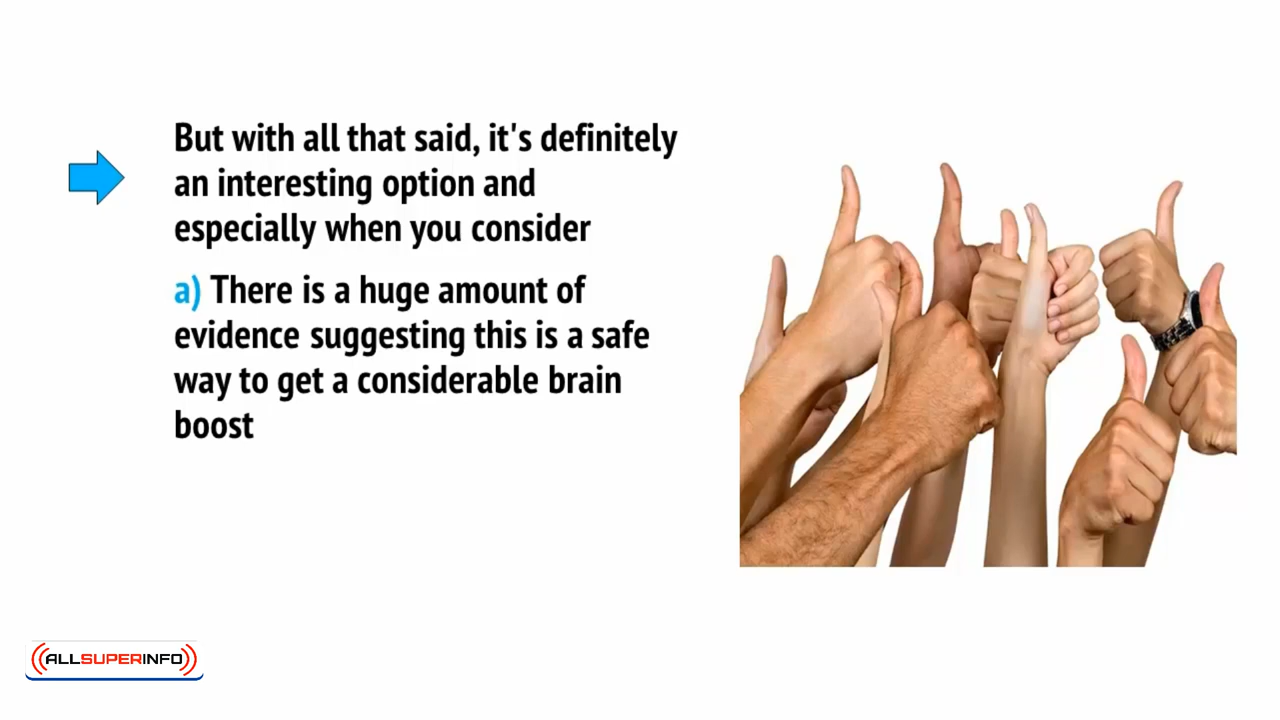 But with all that said, it's definitely
an interesting option and
especially when you consider
a) There is a huge amount of
evidence suggesting this is a safe
way to get a considerable brain
boost
ALLSUPERINFO